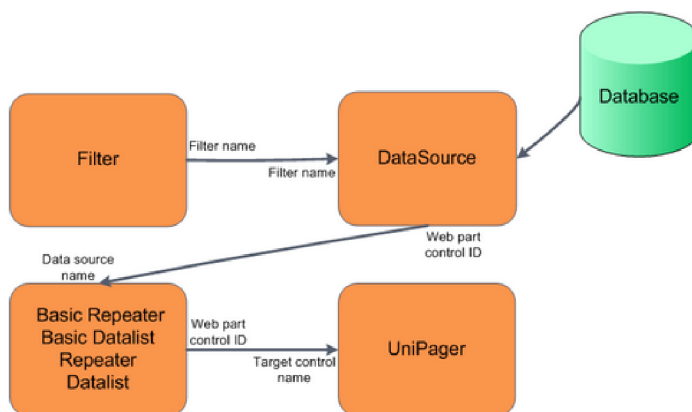 Database
Filter
Filter name
Filter name
DataSource
Web part
control ID
Data source
name
Basic Repeater
Basic Datalist
Repeater
Datalist
Web part
control ID
Target control
name
UniPager